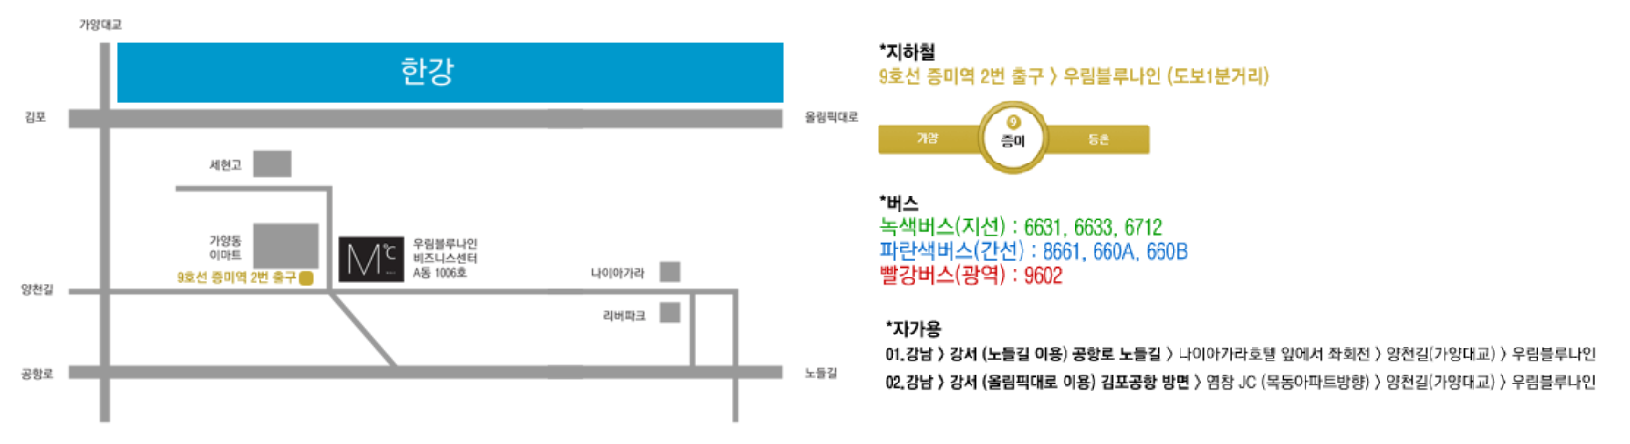 가양대교
한강
김포
올림픽대로
세현고
가양동
이마트
9호선 증미역 2번 출구
M℃
우림블루나인
비즈니스센터
A동 1006호
나이아가라
양천길
리버파크
공항로
노들길
*지하철
9호선 증미역 2번 출구 > 우림블루나인 (도보1분거리)
가양
9
증미
등촌
*버스
녹색버스(지선) : 6631, 6633, 6712
파란색버스(간선) : 8661, 660A, 650B
빨강버스(광역) : 9602
*자가용
01.강남 > 강서 (노들길 이용) 공항로 노들길 > 나이아가라호텔 앞에서 좌회전 > 양천길(가양대교) > 우림블루나인
02.강남 > 강서 (올림픽대로 이용) 김포공항 방면 > 염창 JC (목동아파트방향) > 양천길(가양대교) > 우림블루나인